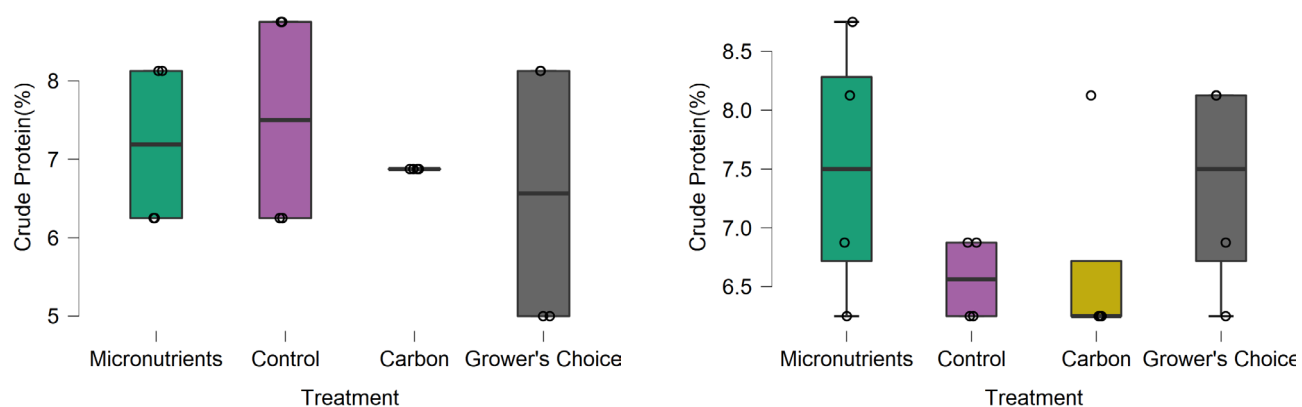 Crude Protein(%)
8
7
6
5
Micronutrients Control Carbon Grower's Choice
Treatment
Crude Protein(%)
8.5
8.0
7.5
7.0
6.5
Micronutrients Control Carbon Grower's Choice
Treatment